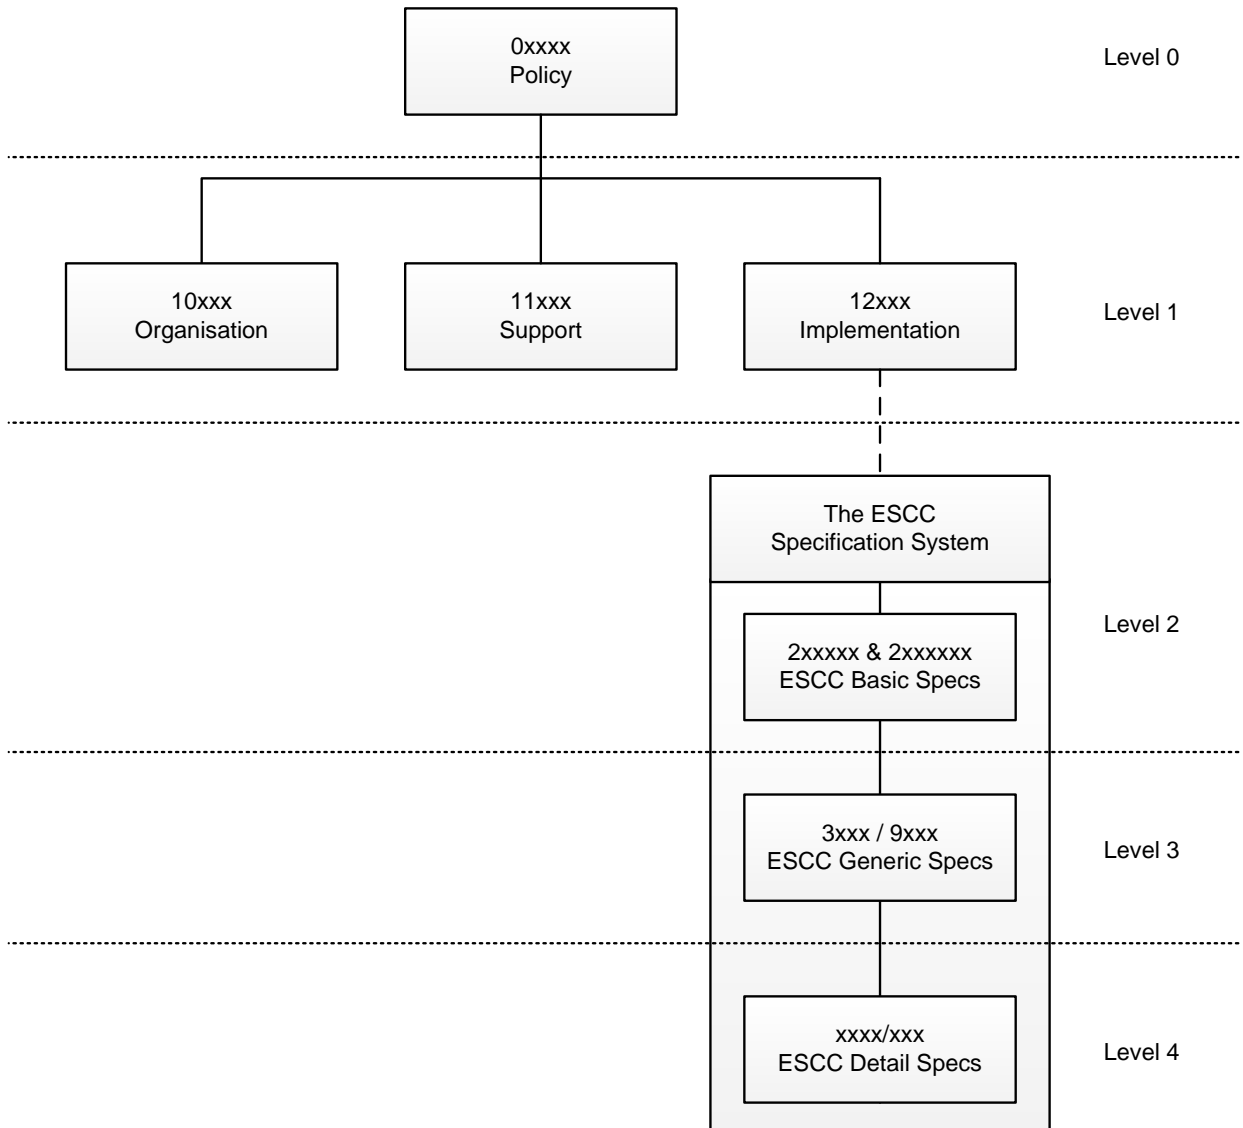 0xxxx
Policy
Level 0
10xxx
Organisation
11xxx
Support
12xxx
Implementation
Level 1
The ESCC
Specification System
2xxxxx & 2xxxxxx
ESCC Basic Specs
Level 2
3xxx / 9xxx
ESCC Generic Specs
Level 3
xxxx/xxx
ESCC Detail Specs
Level 4